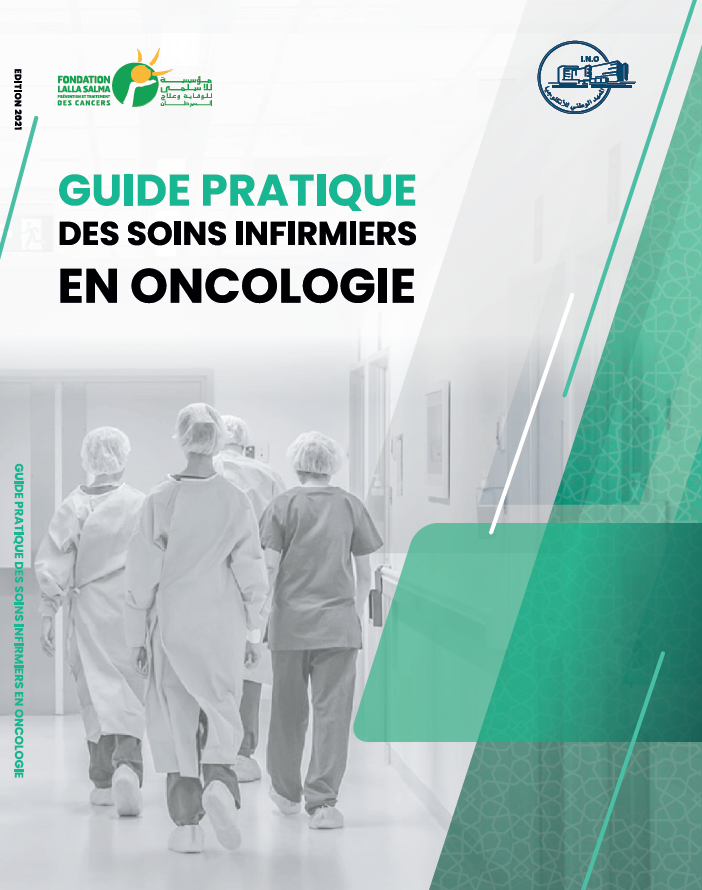 EDITION 2021
FONDATION
LALLA SALMA
PRÉVENTION ET TRAITEMENT
DES CANCERS
مؤسسة
للا سلمى
للوقاية وعلاج
السرطان
I.N.O
المعهد الوطني للأنكولوجيا
GUIDE PRATIQUE
DES SOINS INFIRMIERS
EN ONCOLOGIE
GUIDE PRATIQUE DES SOINS INFIRMIERS EN ONCOLOGIE